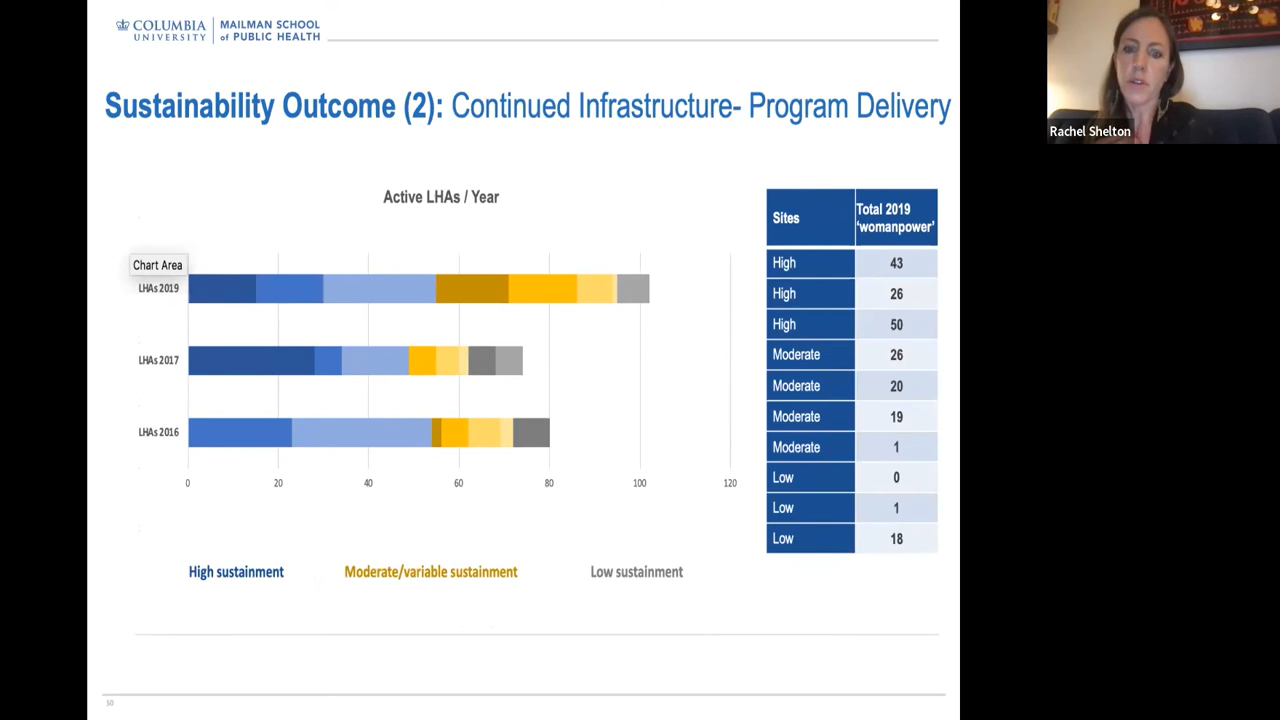 COLUMBIA
UNIVERSITY
MAILMAN SCHOOL
of PUBLIC HEALTH
Rachel Shelton
Sustainability Outcome (2): Continued Infrastructure- Program Delivery
Active LHAs / Year
Chart Area
LHAs 2019
LHAs 2017
LHAs 2016
0 20 40 60 80 100 120
High sustainment Moderate/variable sustainment Low sustainment
Sites Total 2019 'womanpower'
High 43
High 26
High 50
Moderate 26
Moderate 20
Moderate 19
Moderate 1
Low 0
Low 1
Low 18
50